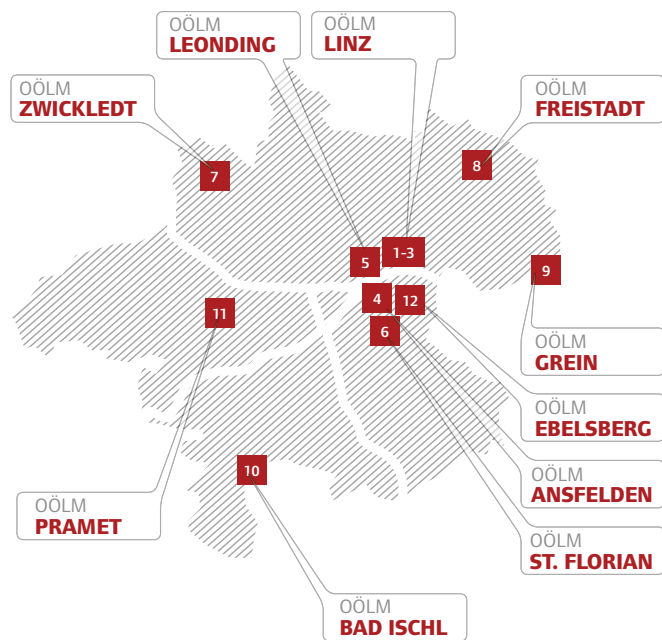 OÖLM
LEONDING
OÖLM
LINZ
OÖLM
ZWICKLEDT
OÖLM
FREISTADT
7
8
5
1-3
9
4
12
11
6
OÖLM
GREIN
OÖLM
EBELSBERG
10
OÖLM
ANSFELDEN
OÖLM
PRAMET
OÖLM
ST. FLORIAN
OÖLM
BAD ISCHL